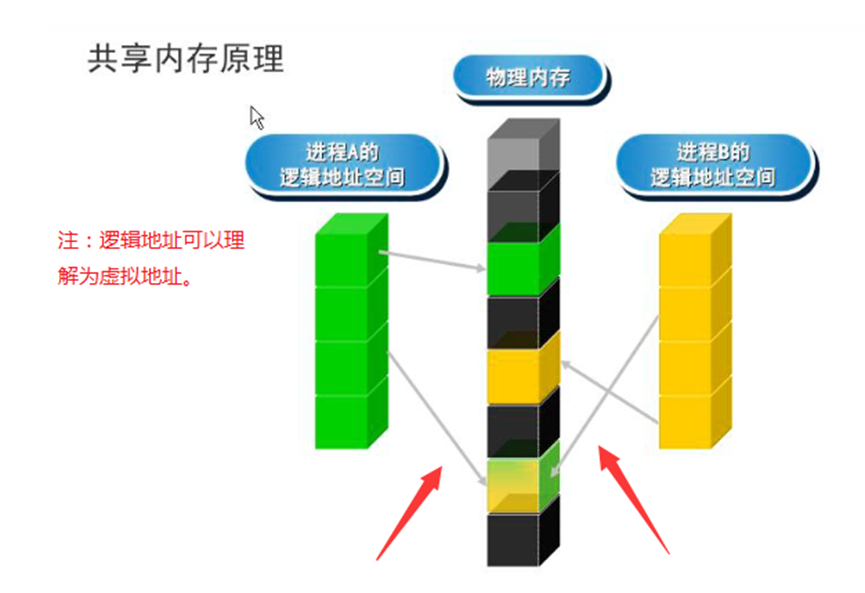 共享内存原理
物理内存
进程A的
逻辑地址空间
进程B的
逻辑地址空间
注：逻辑地址可以理
解为虚拟地址。